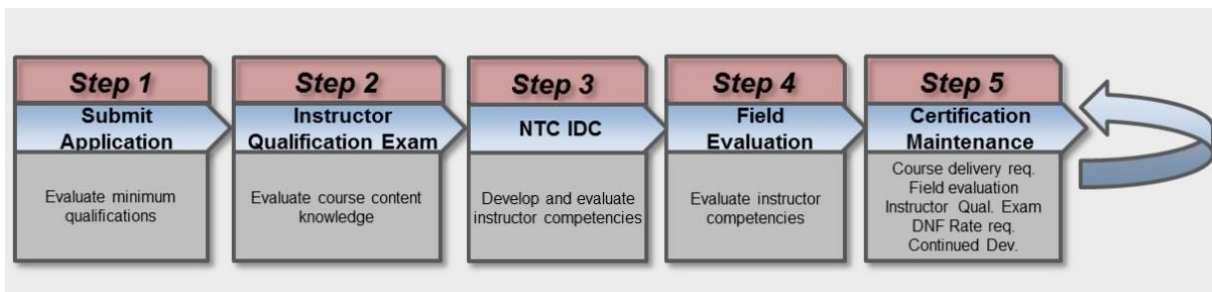 Step 1
Submit
Application
Evaluate minimum
qualifications
Step 2
Instructor
Qualification Exam
Evaluate course content
knowledge
Step 3
NTC IDC
Develop and evaluate
instructor competencies
Step 4
Field
Evaluation
Evaluate instructor
competencies
Step 5
Certification
Maintenance
Course delivery req.
Field evaluation
Instructor Qual. Exam
DNF Rate req.
Continued Dev.